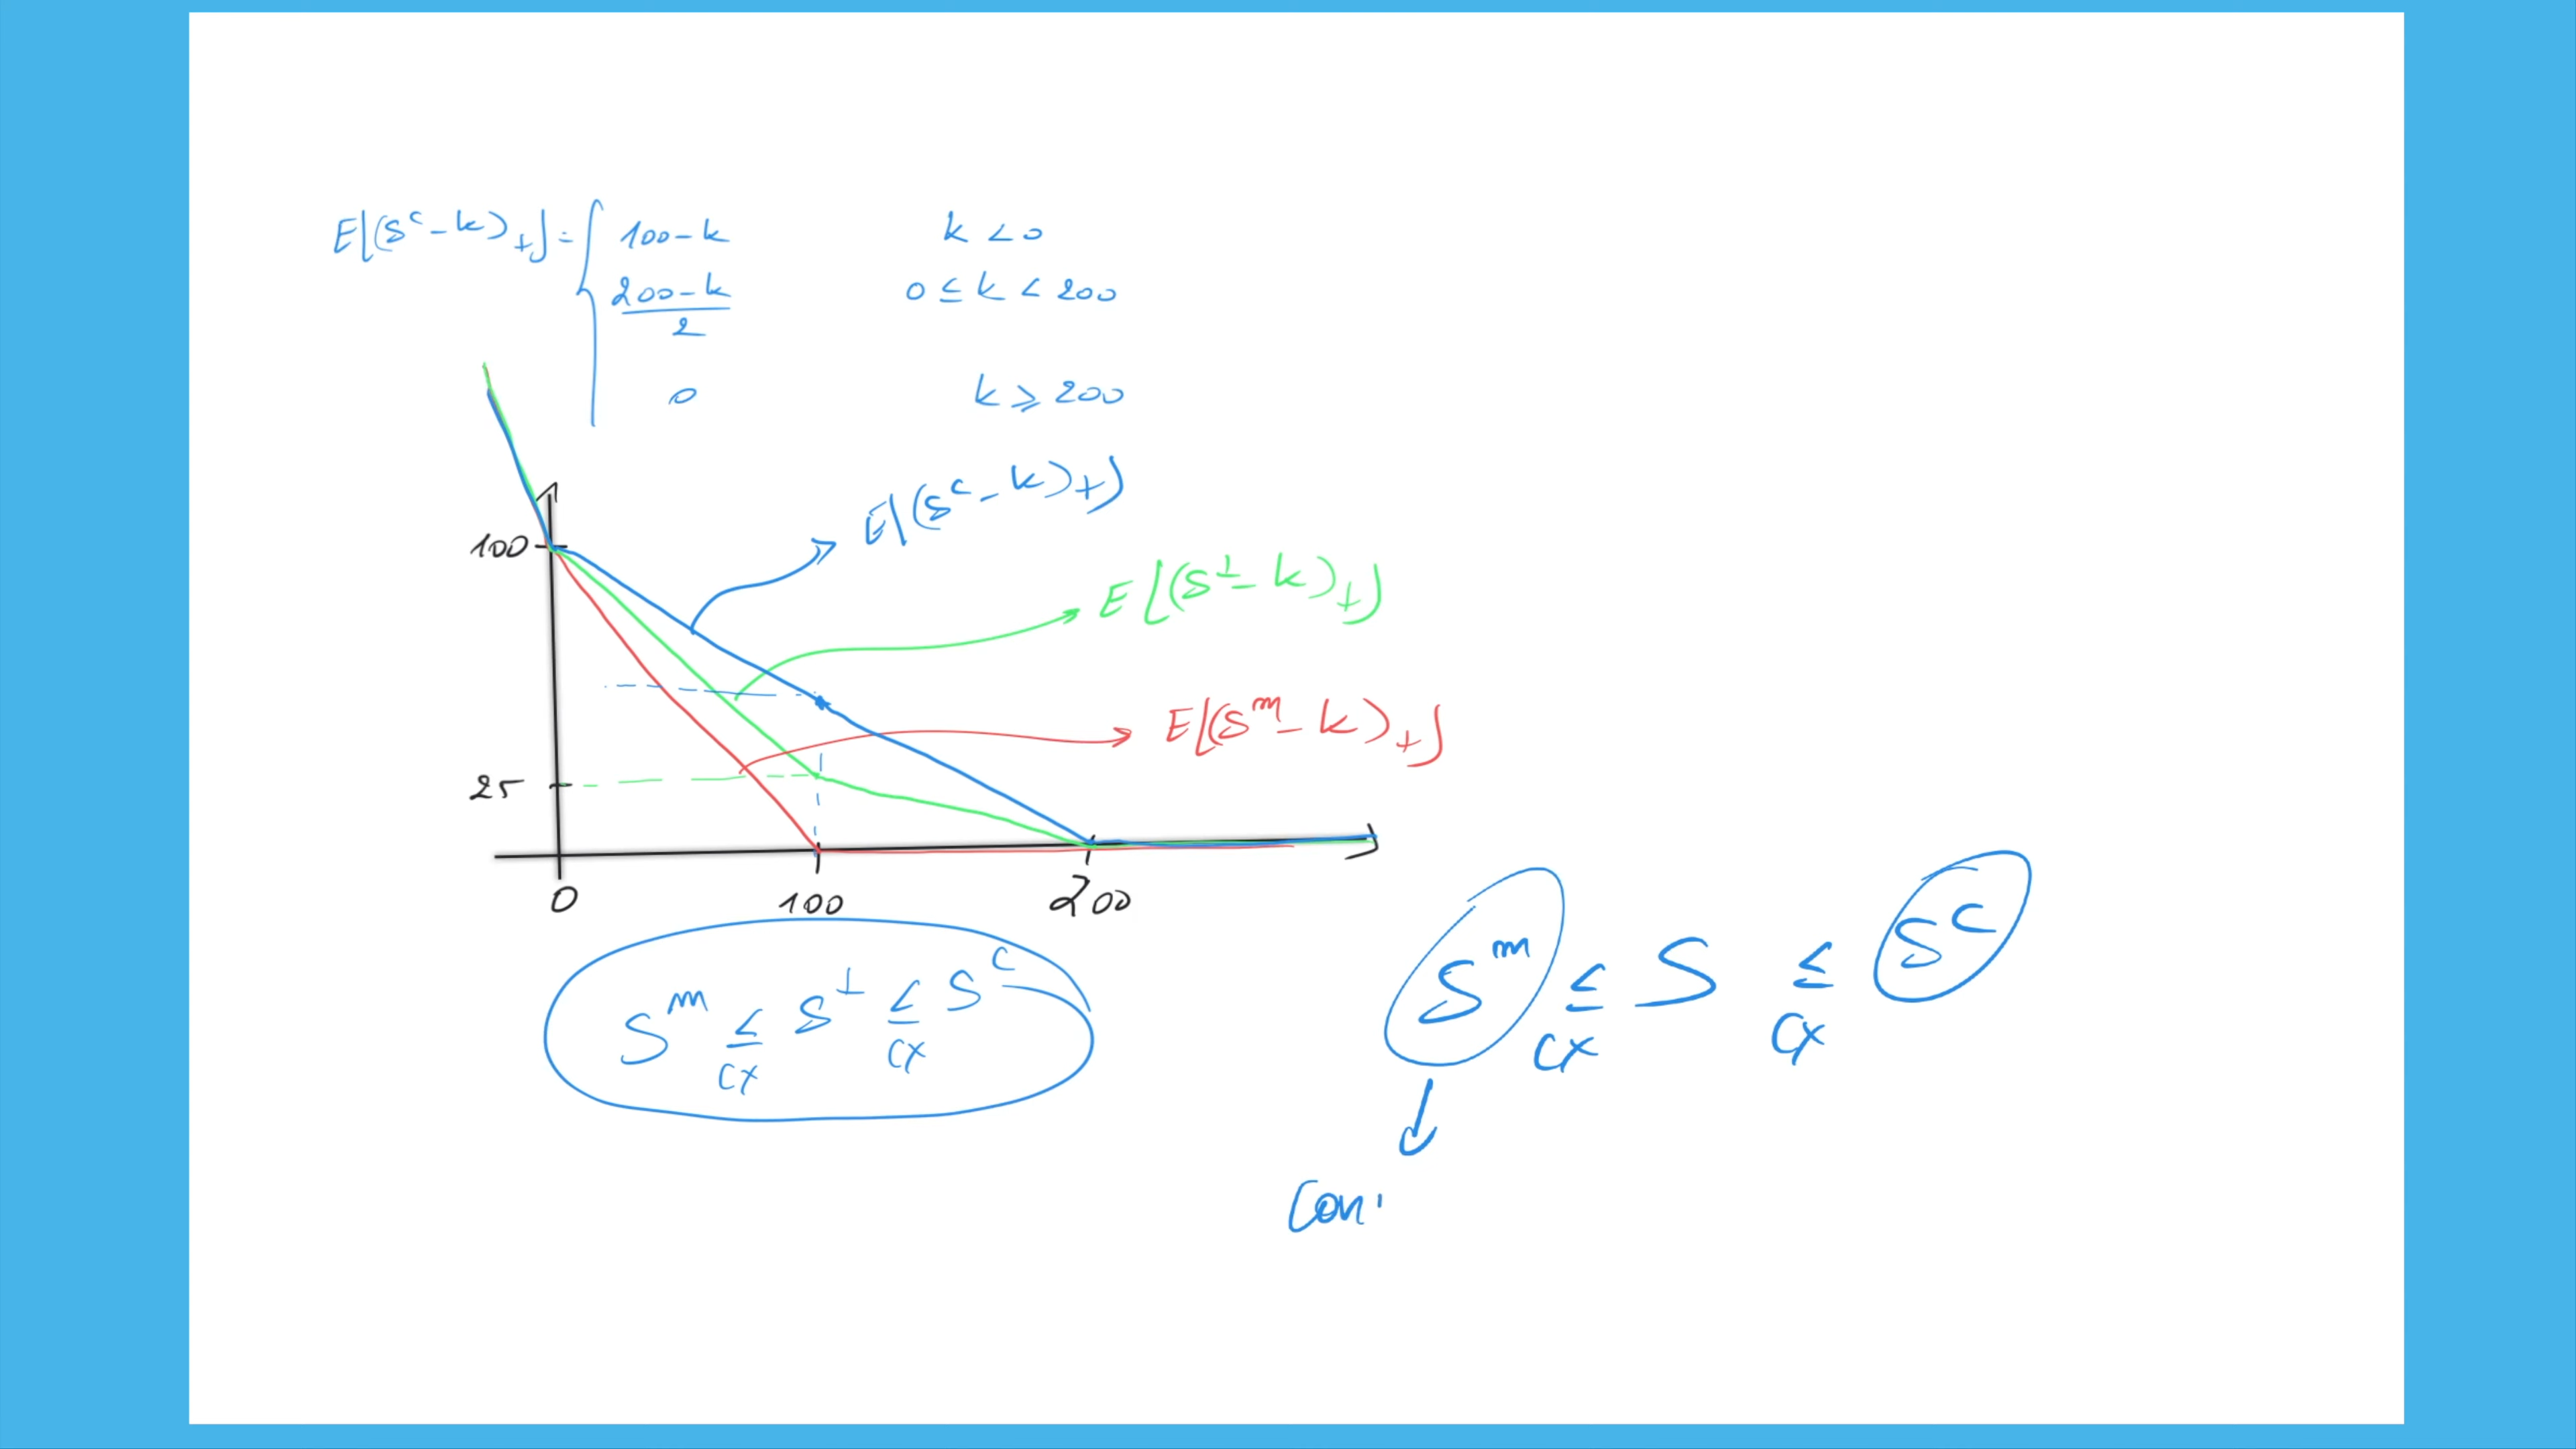 E[(S^c - k)_+] = { 100 - k    k < 0
(200 - k)/2    0 ≤ k < 200
0    k ⩾ 200
E[(S^c - k)_+]
100
E[(S^⊥ - k)_+]
E[(S^m - k)_+]
25
0 100 200
S^m ≤_cx S^⊥ ≤_cx S^c
S^m ≤_cx S ≤_cx S^c
Con